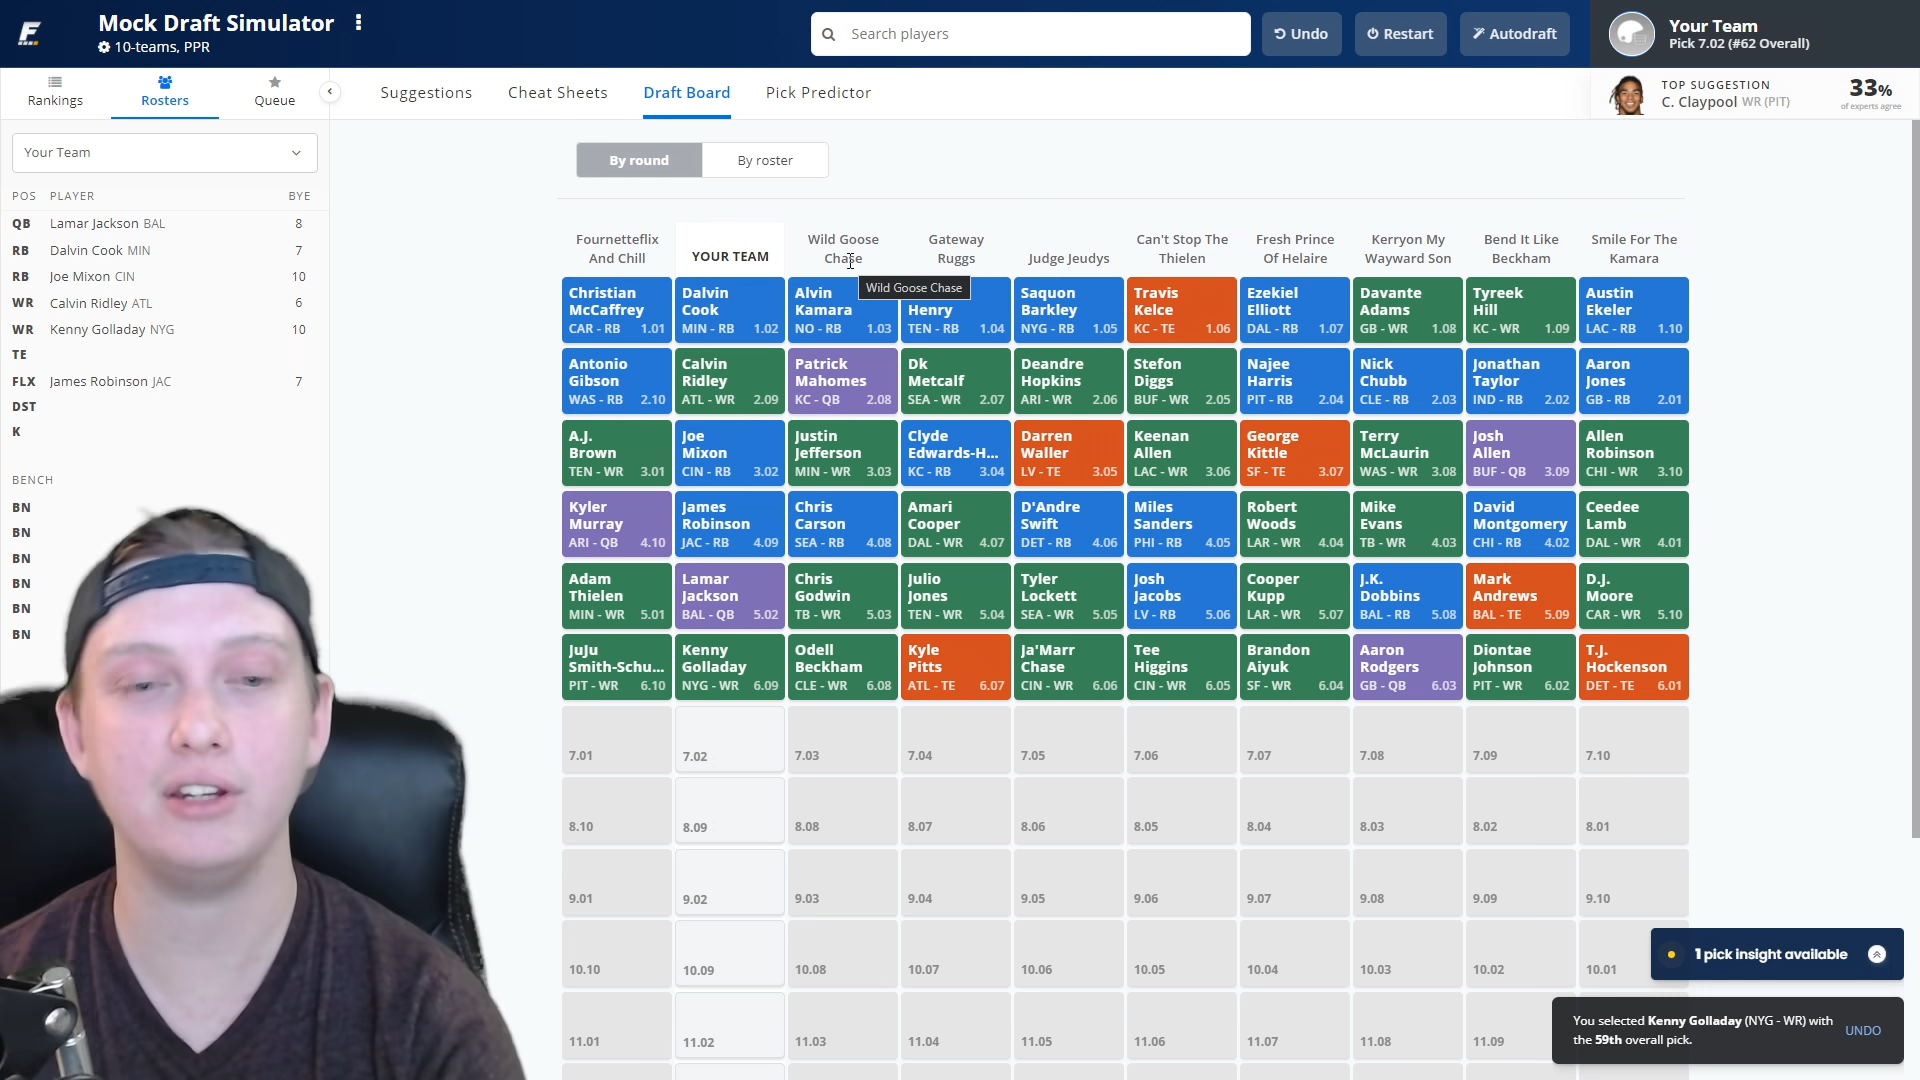 Mock Draft Simulator
10-teams, PPR
Search players
Undo
Restart
Autodraft
Your Team
Pick 7.02 (#62 Overall)
Rankings
Rosters
Queue
Suggestions
Cheat Sheets
Draft Board
Pick Predictor
TOP SUGGESTION
C. Claypool WR (PIT)
33%
of experts agree
Your Team
POS PLAYER BYE
QB Lamar Jackson BAL 8
RB Dalvin Cook MIN 7
RB Joe Mixon CIN 10
WR Calvin Ridley ATL 6
WR Kenny Golladay NYG 10
TE
FLX James Robinson JAC 7
DST
K
BENCH
BN
BN
BN
BN
BN
BN
By round
By roster
Fournetteflix And Chill
YOUR TEAM
Wild Goose Chase
Gateway Ruggs
Judge Jeudys
Can't Stop The Thielen
Fresh Prince Of Helaire
Kerryon My Wayward Son
Bend It Like Beckham
Smile For The Kamara
Wild Goose Chase
Christian McCaffrey CAR - RB 1.01
Dalvin Cook MIN - RB 1.02
Alvin Kamara NO - RB 1.03
Henry TEN - RB 1.04
Saquon Barkley NYG - RB 1.05
Travis Kelce KC - TE 1.06
Ezekiel Elliott DAL - RB 1.07
Davante Adams GB - WR 1.08
Tyreek Hill KC - WR 1.09
Austin Ekeler LAC - RB 1.10
Antonio Gibson WAS - RB 2.10
Calvin Ridley ATL - WR 2.09
Patrick Mahomes KC - QB 2.08
Dk Metcalf SEA - WR 2.07
Deandre Hopkins ARI - WR 2.06
Stefon Diggs BUF - WR 2.05
Najee Harris PIT - RB 2.04
Nick Chubb CLE - RB 2.03
Jonathan Taylor IND - RB 2.02
Aaron Jones GB - RB 2.01
A.J. Brown TEN - WR 3.01
Joe Mixon CIN - RB 3.02
Justin Jefferson MIN - WR 3.03
Clyde Edwards-H... KC - RB 3.04
Darren Waller LV - TE 3.05
Keenan Allen LAC - WR 3.06
George Kittle SF - TE 3.07
Terry McLaurin WAS - WR 3.08
Josh Allen BUF - QB 3.09
Allen Robinson CHI - WR 3.10
Kyler Murray ARI - QB 4.10
James Robinson JAC - RB 4.09
Chris Carson SEA - RB 4.08
Amari Cooper DAL - WR 4.07
D'Andre Swift DET - RB 4.06
Miles Sanders PHI - RB 4.05
Robert Woods LAR - WR 4.04
Mike Evans TB - WR 4.03
David Montgomery CHI - RB 4.02
Ceedee Lamb DAL - WR 4.01
Adam Thielen MIN - WR 5.01
Lamar Jackson BAL - QB 5.02
Chris Godwin TB - WR 5.03
Julio Jones TEN - WR 5.04
Tyler Lockett SEA - WR 5.05
Josh Jacobs LV - RB 5.06
Cooper Kupp LAR - WR 5.07
J.K. Dobbins BAL - RB 5.08
Mark Andrews BAL - TE 5.09
D.J. Moore CAR - WR 5.10
JuJu Smith-Schu... PIT - WR 6.10
Kenny Golladay NYG - WR 6.09
Odell Beckham CLE - WR 6.08
Kyle Pitts ATL - TE 6.07
Ja'Marr Chase CIN - WR 6.06
Tee Higgins CIN - WR 6.05
Brandon Aiyuk SF - WR 6.04
Aaron Rodgers GB - QB 6.03
Diontae Johnson PIT - WR 6.02
T.J. Hockenson DET - TE 6.01
7.01 7.02 7.03 7.04 7.05 7.06 7.07 7.08 7.09 7.10
8.10 8.09 8.08 8.07 8.06 8.05 8.04 8.03 8.02 8.01
9.01 9.02 9.03 9.04 9.05 9.06 9.07 9.08 9.09 9.10
10.10 10.09 10.08 10.07 10.06 10.05 10.04 10.03 10.02 10.01
11.01 11.02 11.03 11.04 11.05 11.06 11.07 11.08 11.09
1 pick insight available
You selected Kenny Golladay (NYG - WR) with
the 59th overall pick.
UNDO